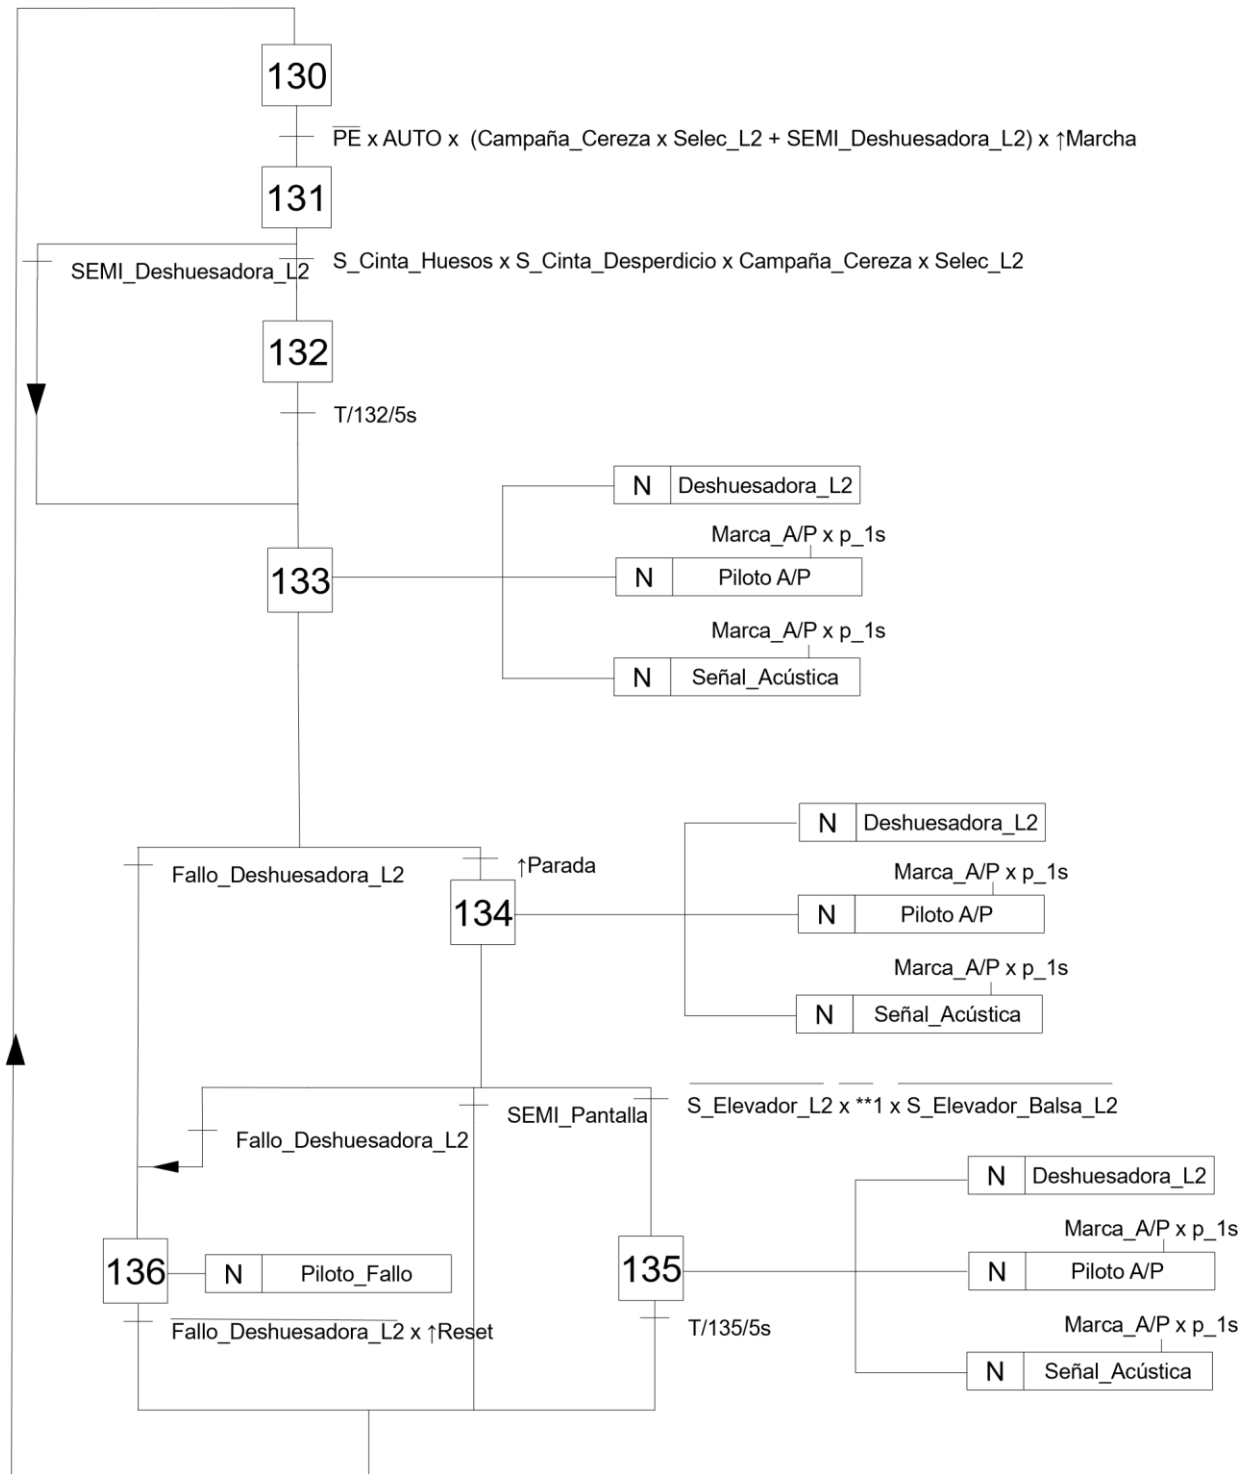 130
PE x AUTO x (Campaña_Cereza x Selec_L2 + SEMI_Deshuesadora_L2) x ↑Marcha
131
SEMI_Deshuesadora_L2
S_Cinta_Huesos x S_Cinta_Desperdicio x Campaña_Cereza x Selec_L2
132
T/132/5s
N Deshuesadora_L2
Marca_A/P x p_1s
133
N Piloto A/P
Marca_A/P x p_1s
N Señal_Acústica
N Deshuesadora_L2
Fallo_Deshuesadora_L2
↑Parada
Marca_A/P x p_1s
134
N Piloto A/P
Marca_A/P x p_1s
N Señal_Acústica
SEMI_Pantalla
S_Elevador_L2 x **1 x S_Elevador_Balsa_L2
Fallo_Deshuesadora_L2
N Deshuesadora_L2
Marca_A/P x p_1s
136
N Piloto_Fallo
135
N Piloto A/P
Fallo_Deshuesadora_L2 x ↑Reset
T/135/5s
Marca_A/P x p_1s
N Señal_Acústica